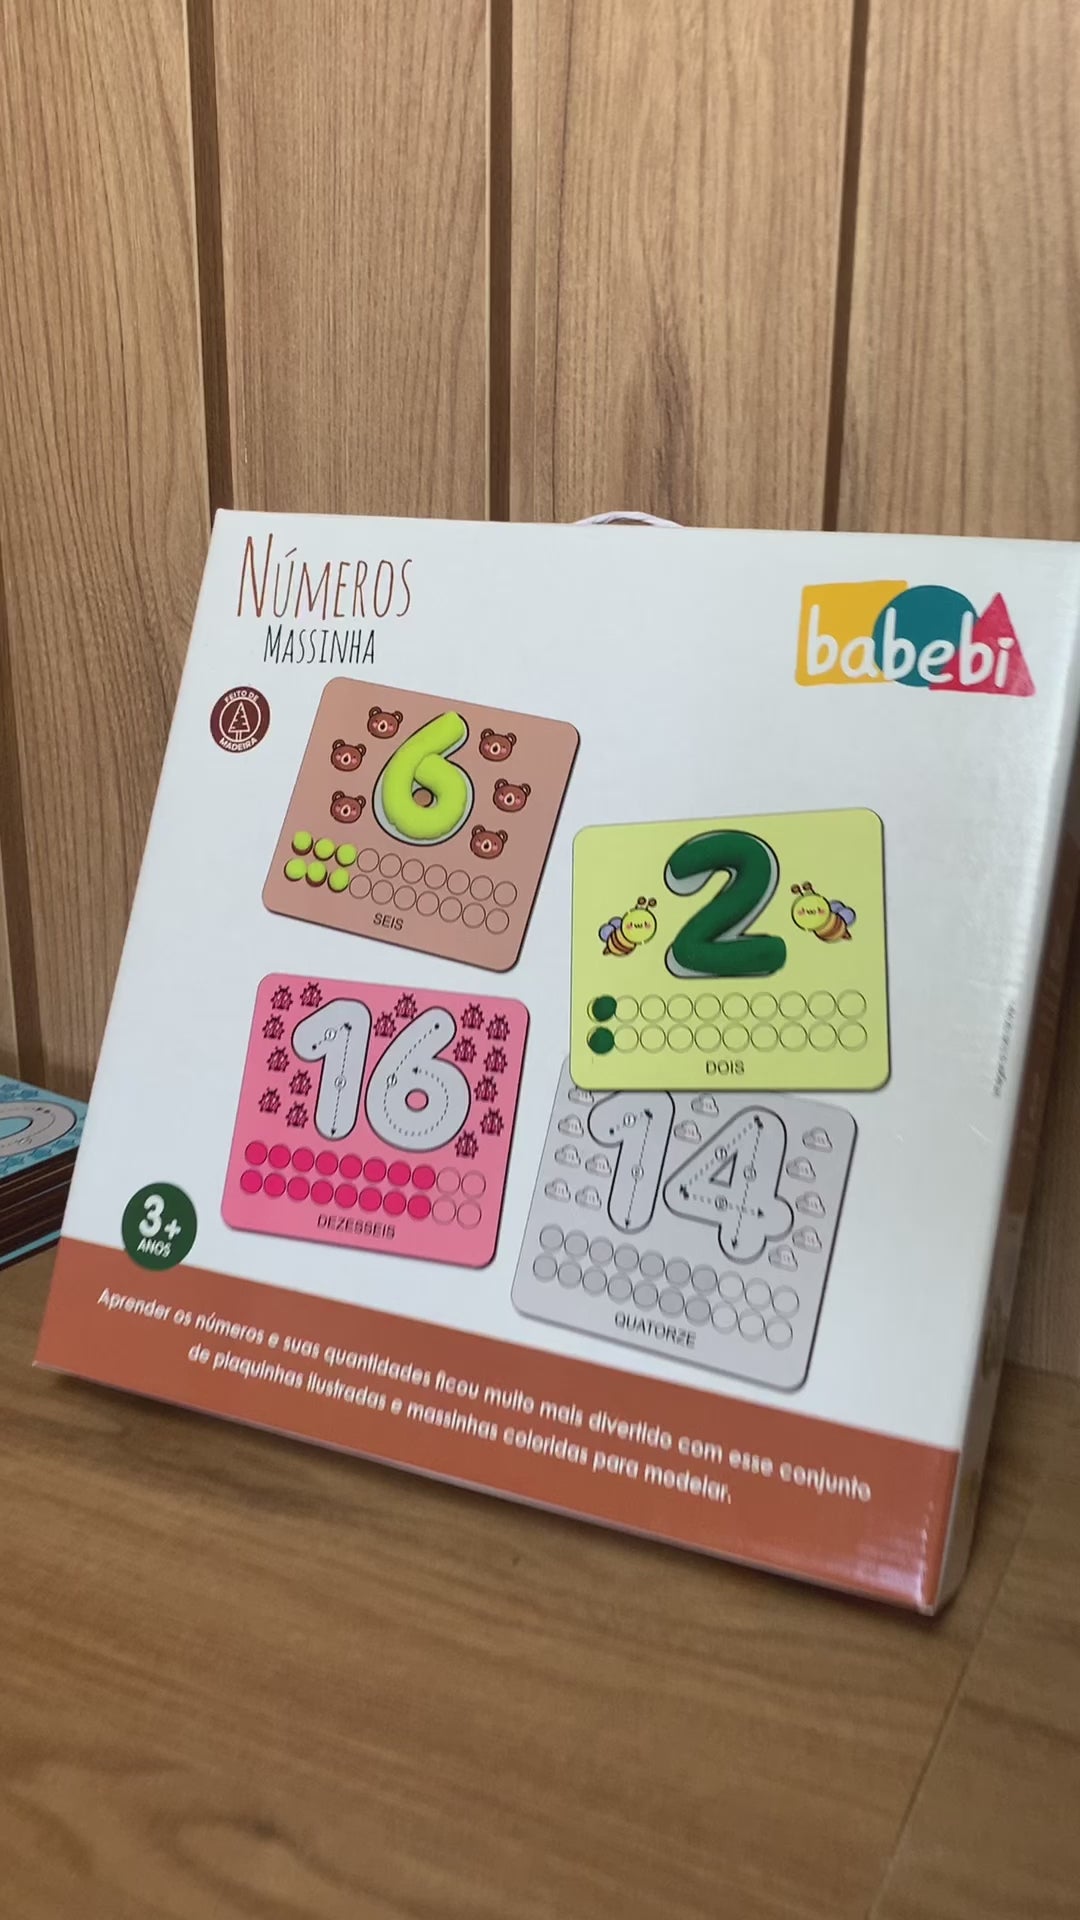 NÚMEROS
MASSINHA
babebi
FEITO DE
MADEIRA
6
SEIS
2
DOIS
16
DEZESSEIS
14
QUATORZE
3+
ANOS
Aprender os números e suas quantidades ficou muito mais divertido com esse conjunto
de plaquinhas ilustradas e massinhas coloridas para modelar.